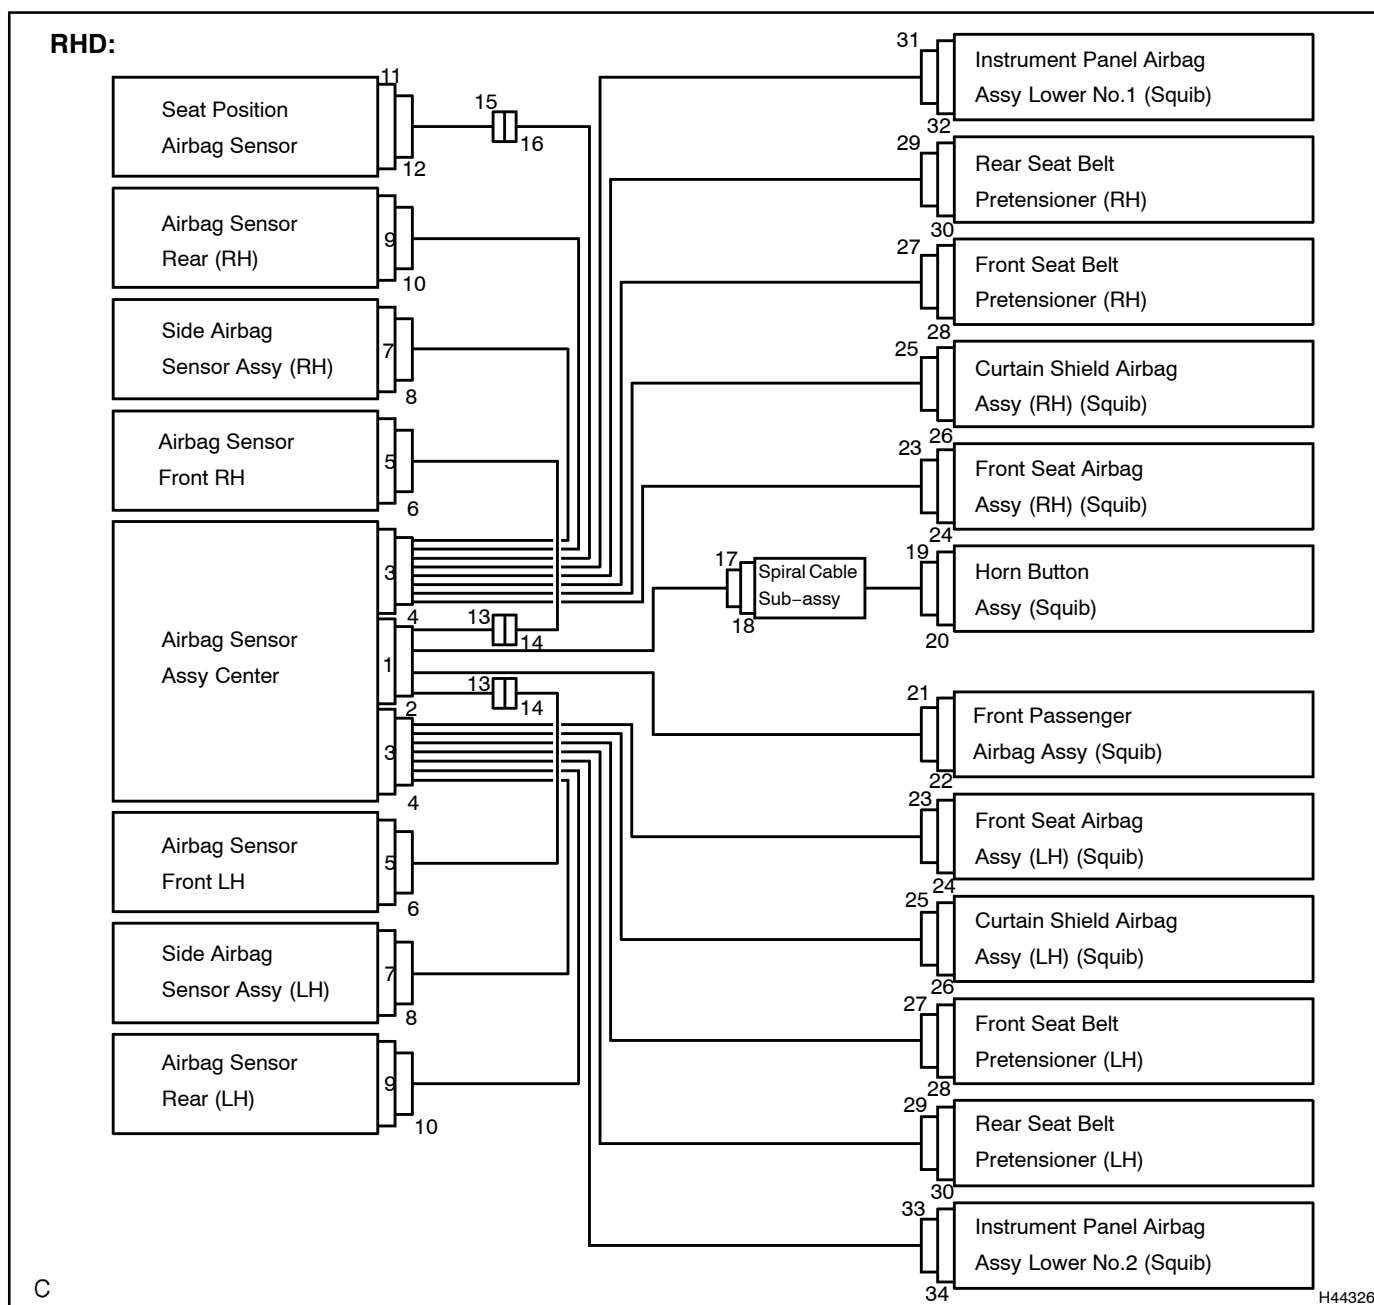 RHD:
11
Seat Position
Airbag Sensor
12
15
16
9
Airbag Sensor
Rear (RH)
10
7
Side Airbag
Sensor Assy (RH)
8
5
Airbag Sensor
Front RH
6
3
4
13
14
1
Airbag Sensor
Assy Center
2
13
14
3
4
5
Airbag Sensor
Front LH
6
7
Side Airbag
Sensor Assy (LH)
8
9
Airbag Sensor
Rear (LH)
10
17
Spiral Cable
Sub-assy
18
31
Instrument Panel Airbag
Assy Lower No.1 (Squib)
32
29
Rear Seat Belt
Pretensioner (RH)
30
27
Front Seat Belt
Pretensioner (RH)
28
25
Curtain Shield Airbag
Assy (RH) (Squib)
26
23
Front Seat Airbag
Assy (RH) (Squib)
24
19
Horn Button
Assy (Squib)
20
21
Front Passenger
Airbag Assy (Squib)
22
23
Front Seat Airbag
Assy (LH) (Squib)
24
25
Curtain Shield Airbag
Assy (LH) (Squib)
26
27
Front Seat Belt
Pretensioner (LH)
28
29
Rear Seat Belt
Pretensioner (LH)
30
33
Instrument Panel Airbag
Assy Lower No.2 (Squib)
34
C
H44326